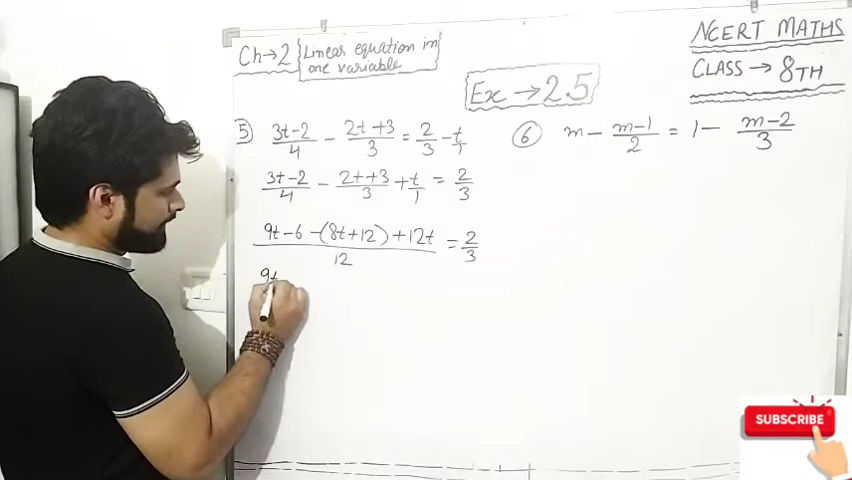 Ch→2 { Linear equation in
one variable
NCERT MATHS
CLASS → 8TH
Ex → 2.5
5) (3t-2)/4 - (2t+3)/3 = 2/3 - t/1
(3t-2)/4 - (2t+3)/3 + t/1 = 2/3
(9t-6-(8t+12)+12t)/12 = 2/3
9t
6) m - (m-1)/2 = 1 - (m-2)/3
SUBSCRIBE